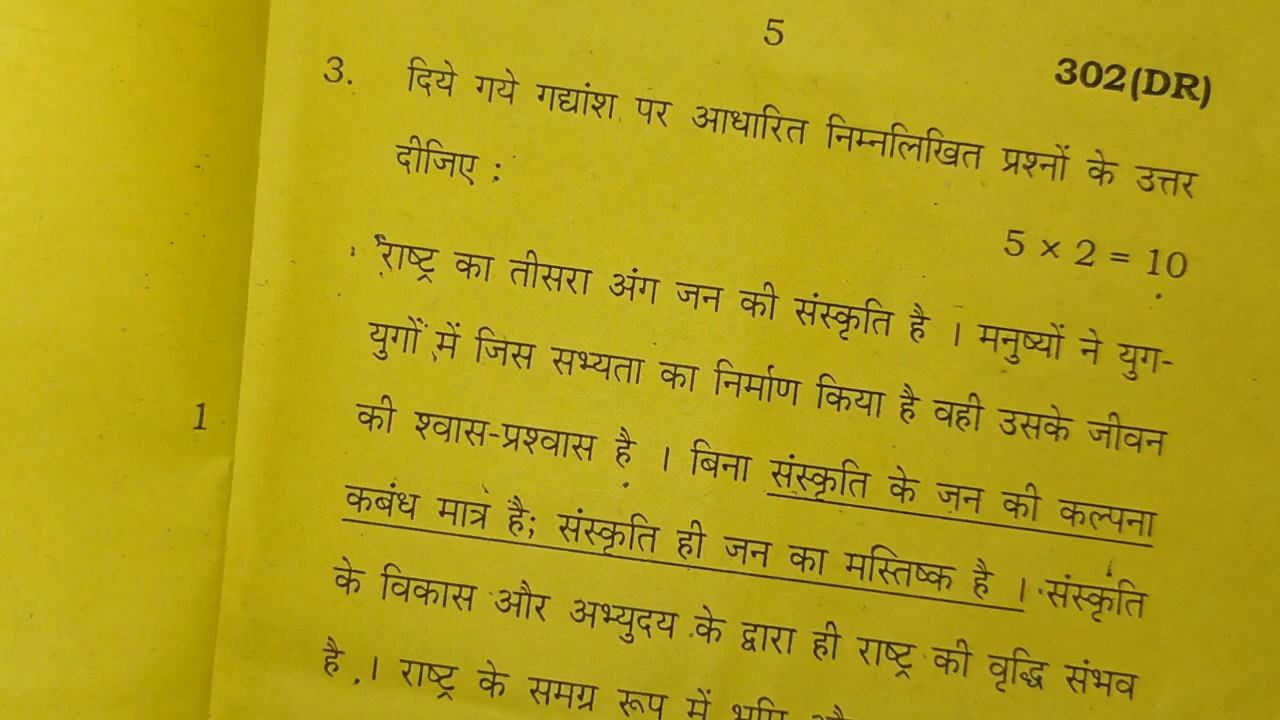 5
302(DR)
3. दिये गये गद्यांश पर आधारित निम्नलिखित प्रश्नों के उत्तर
दीजिए :
5 × 2 = 10
राष्ट्र का तीसरा अंग जन की संस्कृति है । मनुष्यों ने युग-
युगों में जिस सभ्यता का निर्माण किया है वही उसके जीवन
की श्वास-प्रश्वास है । बिना संस्कृति के जन की कल्पना
1
कबंध मात्र है; संस्कृति ही जन का मस्तिष्क है । संस्कृति
के विकास और अभ्युदय के द्वारा ही राष्ट्र की वृद्धि संभव
है । राष्ट्र के समग्र रूप में भूमि